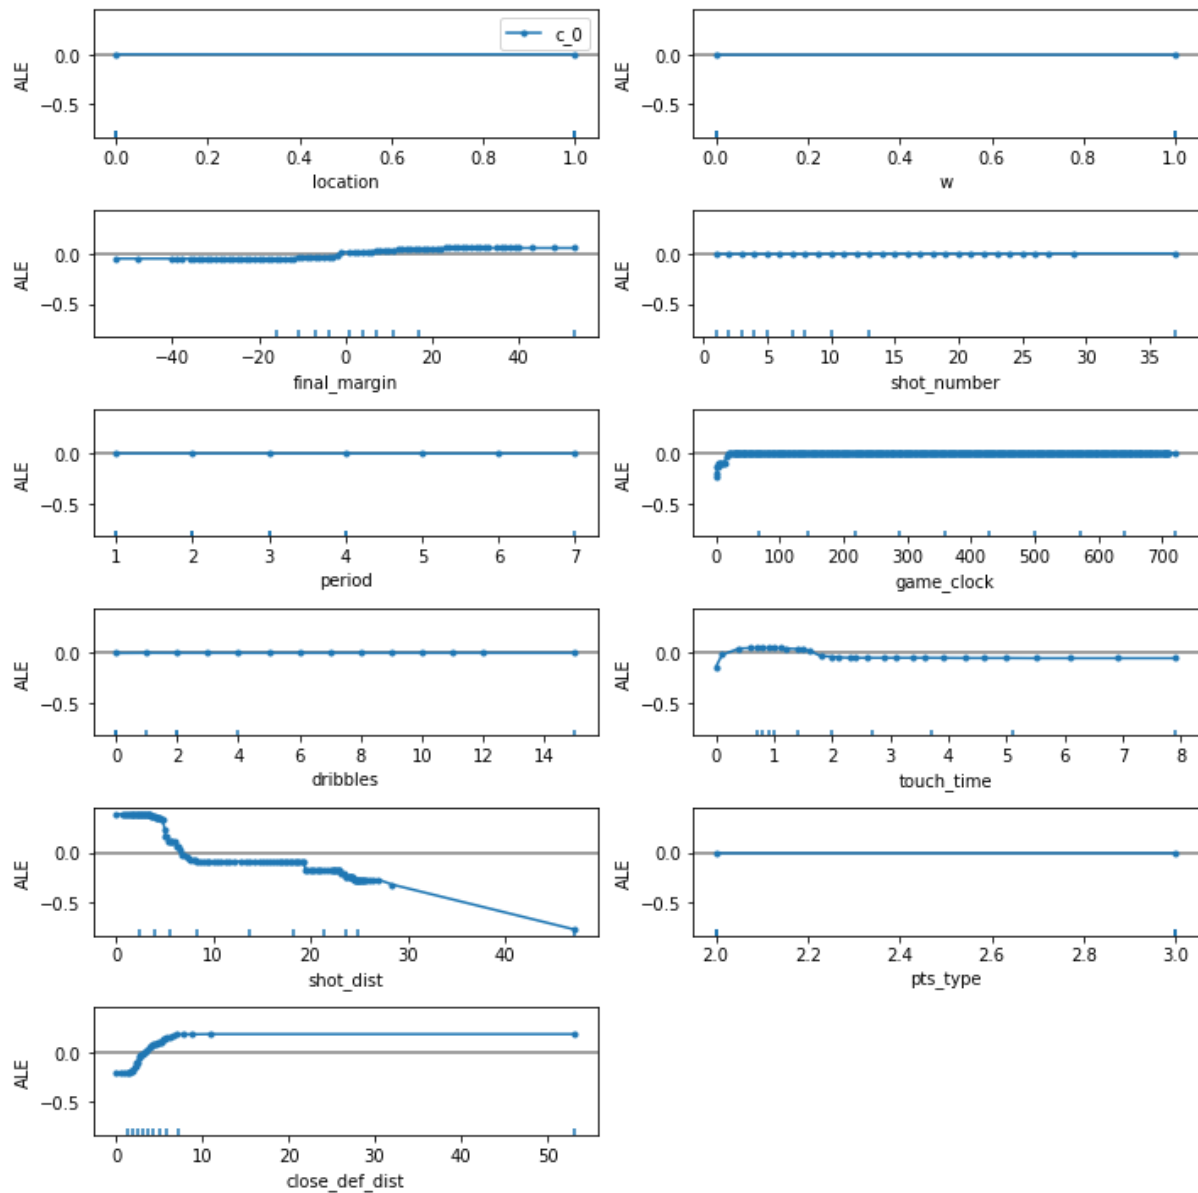 c_0
ALE
0.0
−0.5
0.0 0.2 0.4 0.6 0.8 1.0
location
ALE
0.0
−0.5
0.0 0.2 0.4 0.6 0.8 1.0
w
ALE
0.0
−0.5
−40 −20 0 20 40
final_margin
ALE
0.0
−0.5
0 5 10 15 20 25 30 35
shot_number
ALE
0.0
−0.5
1 2 3 4 5 6 7
period
ALE
0.0
−0.5
0 100 200 300 400 500 600 700
game_clock
ALE
0.0
−0.5
0 2 4 6 8 10 12 14
dribbles
ALE
0.0
−0.5
0 1 2 3 4 5 6 7 8
touch_time
ALE
0.0
−0.5
0 10 20 30 40
shot_dist
ALE
0.0
−0.5
2.0 2.2 2.4 2.6 2.8 3.0
pts_type
ALE
0.0
−0.5
0 10 20 30 40 50
close_def_dist